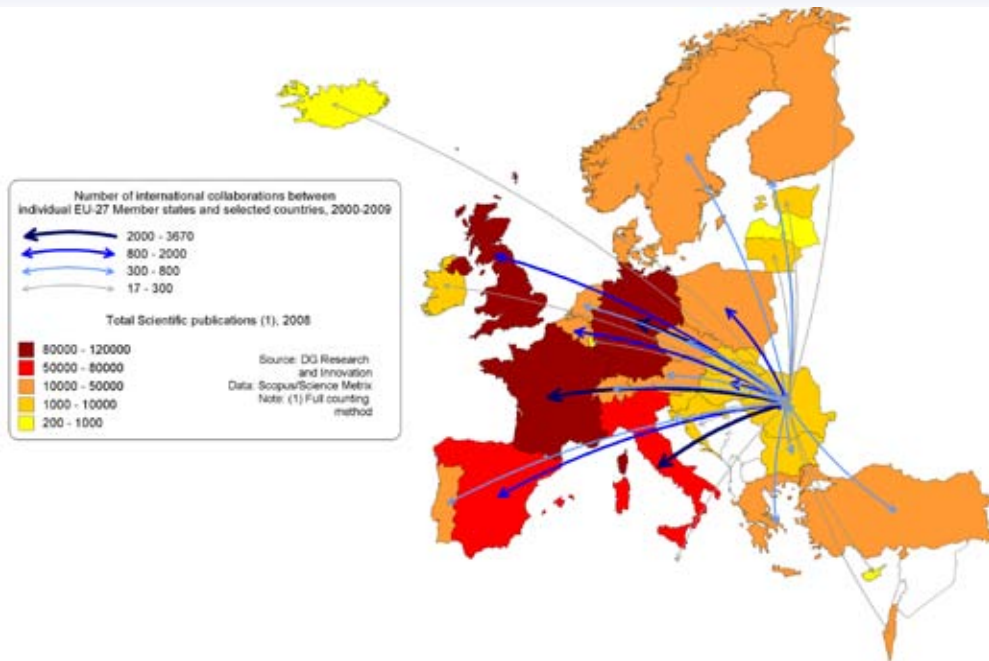 Number of international collaborations between
individual EU-27 Member states and selected countries, 2000-2009
2000 - 3670
800 - 2000
300 - 800
17 - 300
Total Scientific publications (1), 2008
80000 - 120000
50000 - 80000
10000 - 50000
1000 - 10000
200 - 1000
Source: DG Research
and Innovation
Data: Scopus/Science Metrix
Note: (1) Full counting
method